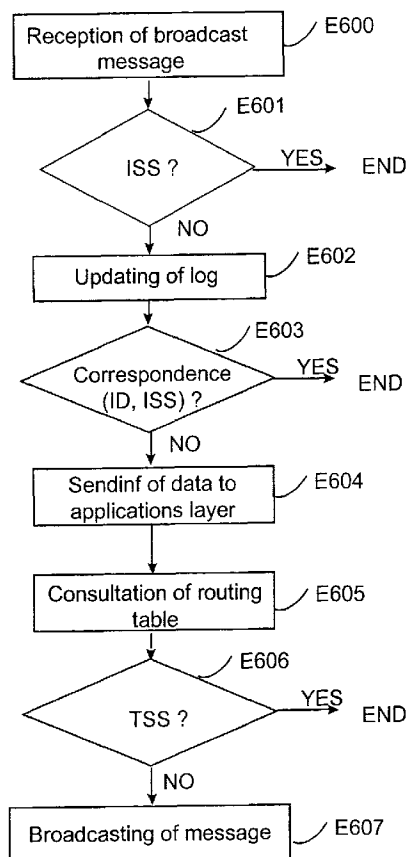 Reception of broadcast
message
E600
E601
ISS ?
YES
END
NO
Updating of log
E602
E603
Correspondence
(ID, ISS) ?
YES
END
NO
Sendinf of data to
applications layer
E604
Consultation of routing
table
E605
E606
TSS ?
YES
END
NO
Broadcasting of message
E607